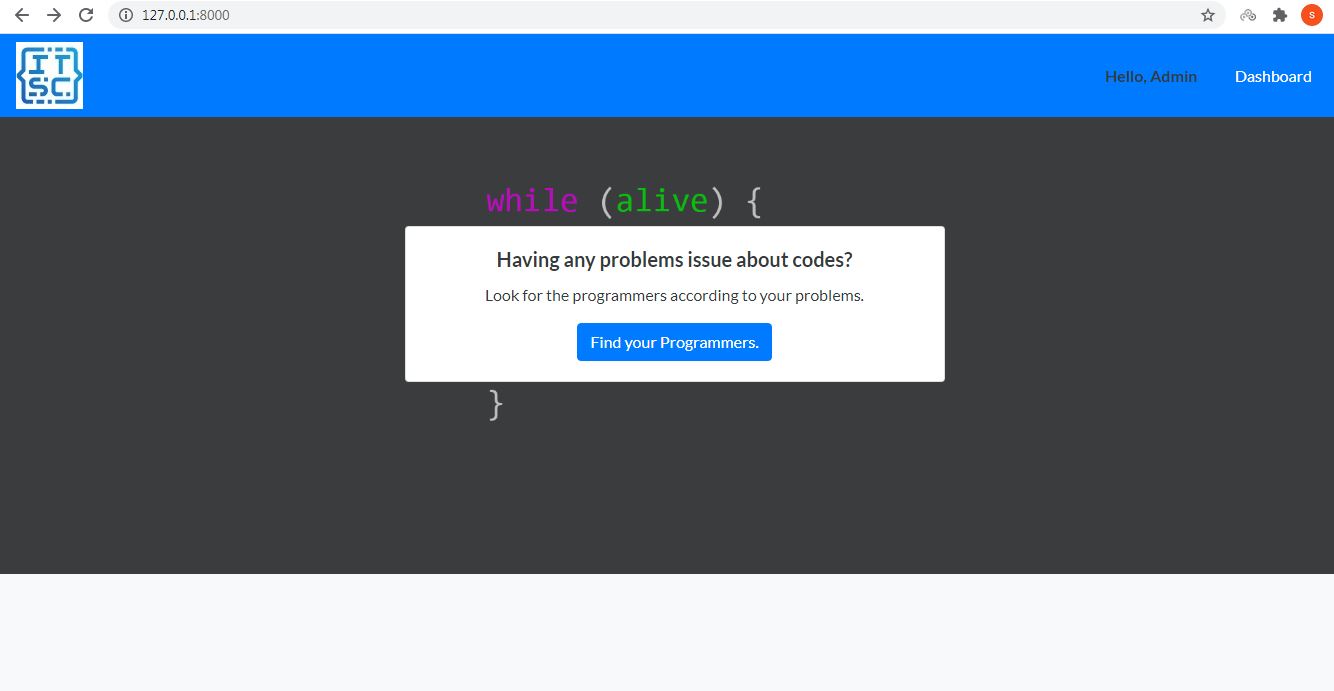 127.0.0.1:8000
S
IT
SC
Hello, Admin
Dashboard
while (alive) {
Having any problems issue about codes?
Look for the programmers according to your problems.
Find your Programmers.
}